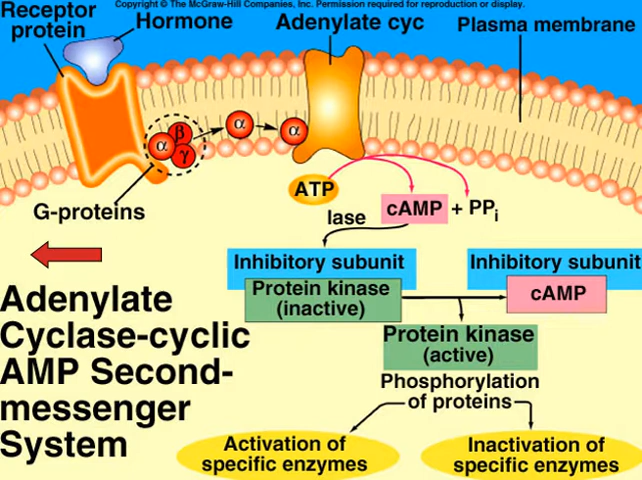 Copyright © The McGraw-Hill Companies, Inc. Permission required for reproduction or display.
Receptor
protein
Hormone
Adenylate cyc
Plasma membrane
β
α
γ
α
α
G-proteins
ATP
cAMP + PPi
lase
Inhibitory subunit
Protein kinase
(inactive)
Inhibitory subunit
cAMP
Protein kinase
(active)
Phosphorylation
of proteins
Activation of
specific enzymes
Inactivation of
specific enzymes
Adenylate
Cyclase-cyclic
AMP Second-
messenger
System